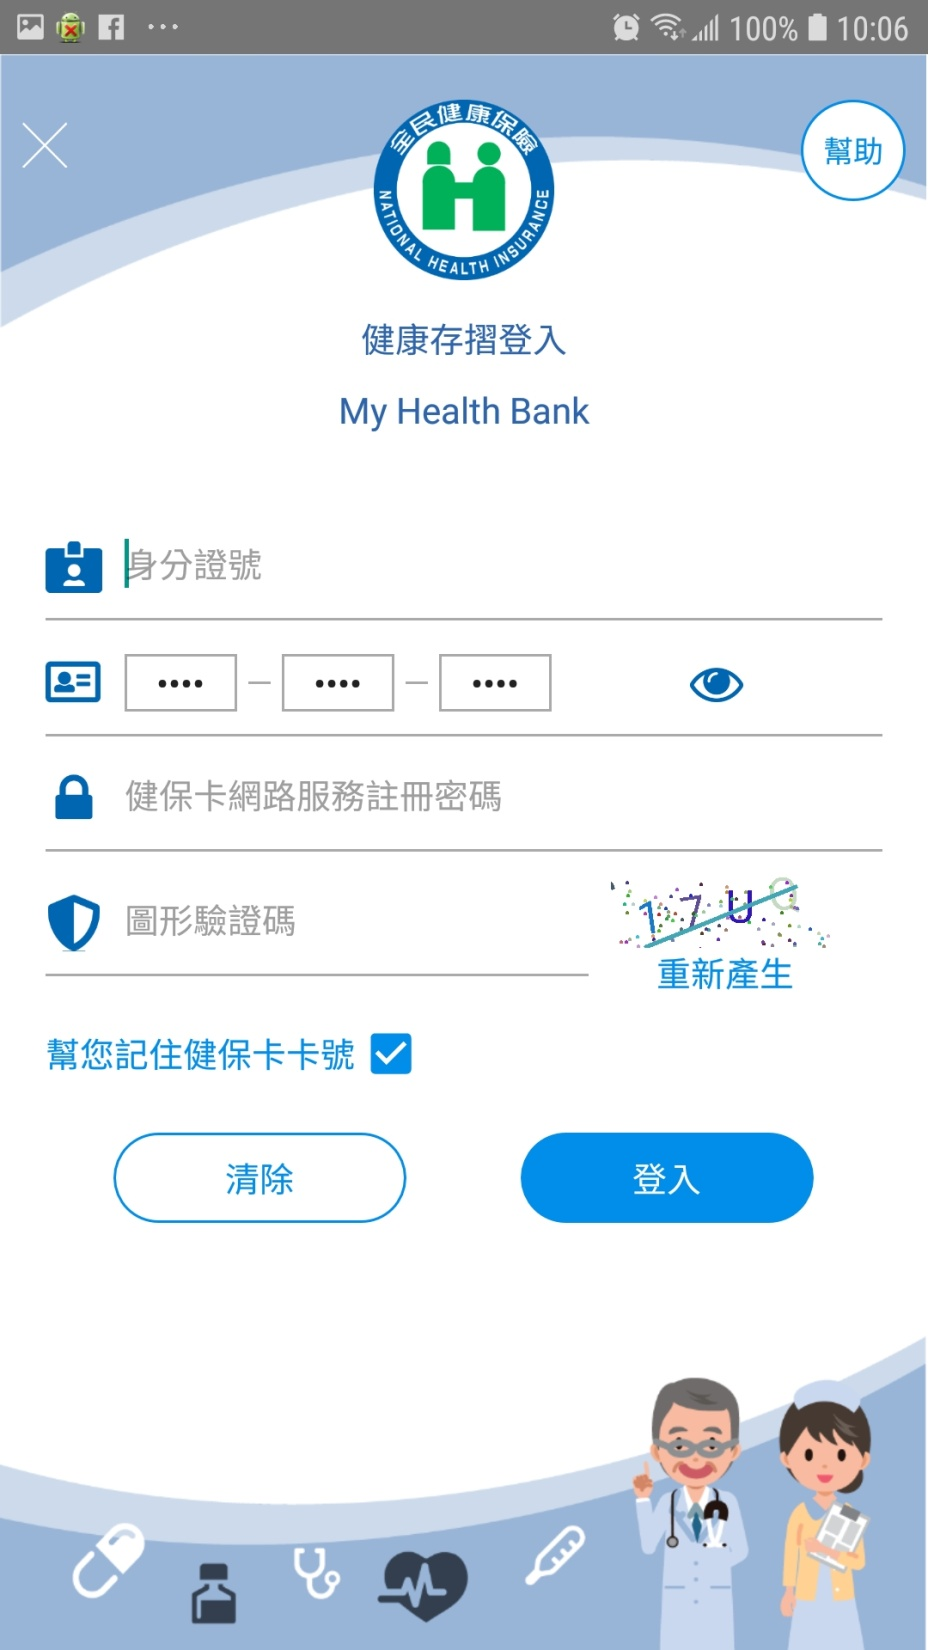 100% 10:06
全民健康保險
NATIONAL HEALTH INSURANCE
幫助
健康存摺登入
My Health Bank
身分證號
•••• — •••• — ••••
健保卡網路服務註冊密碼
圖形驗證碼
17UQ
重新產生
幫您記住健保卡卡號
清除
登入